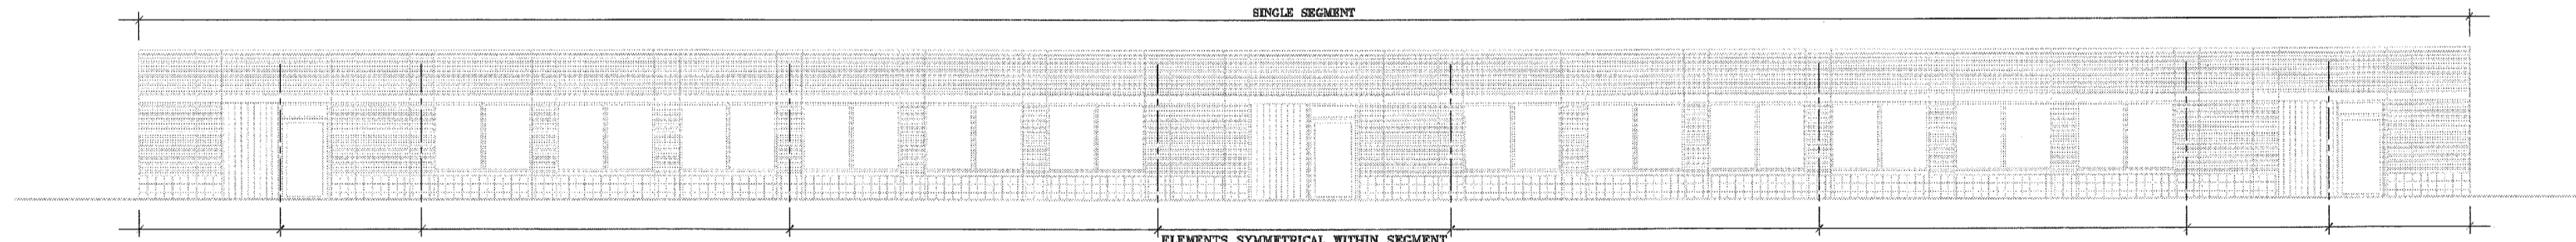 SINGLE SEGMENT
ELEMENTS SYMMETRICAL WITHIN SEGMENT